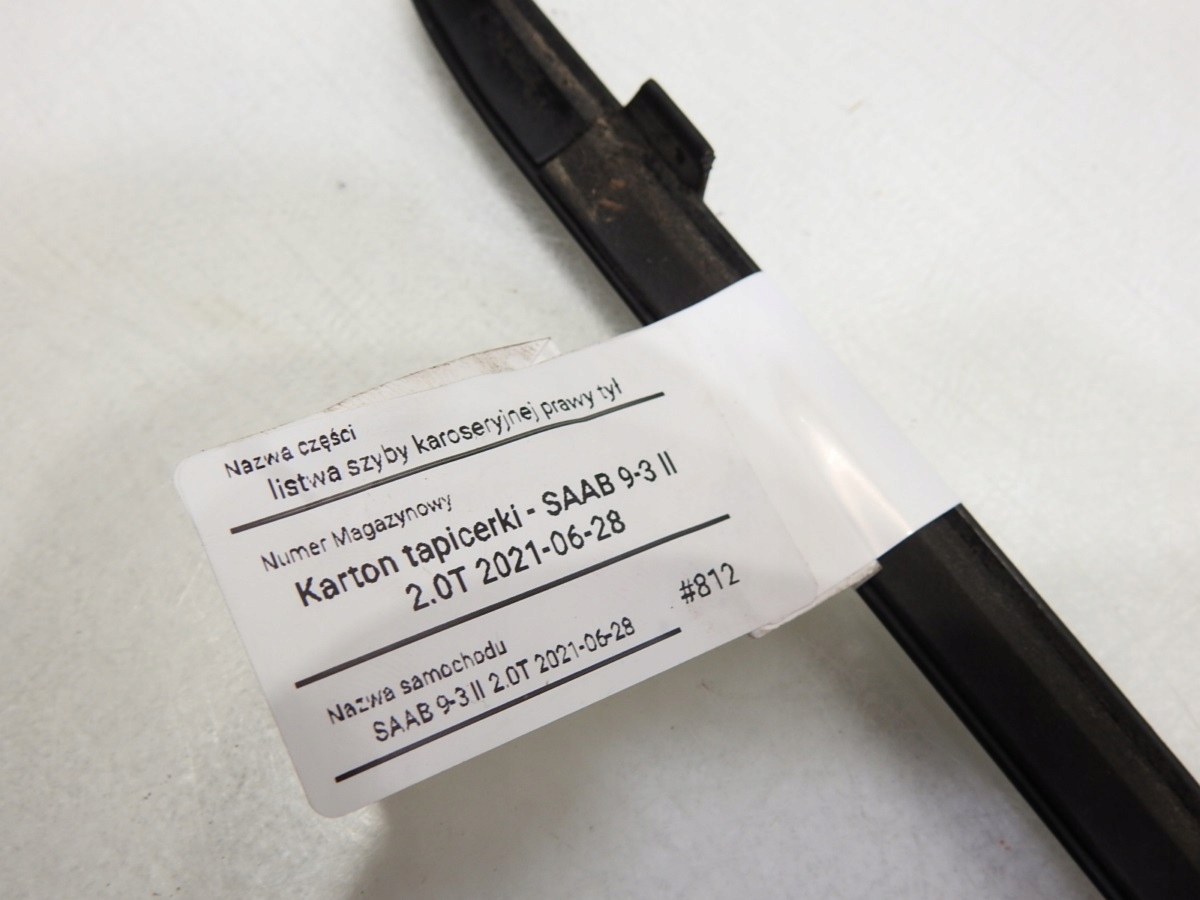 Nazwa części
listwa szyby karoseryjnej prawy tył
Numer Magazynowy
Karton tapicerki - SAAB 9-3 II
2.0T 2021-06-28
#812
Nazwa samochodu
SAAB 9-3 II 2.0T 2021-06-28